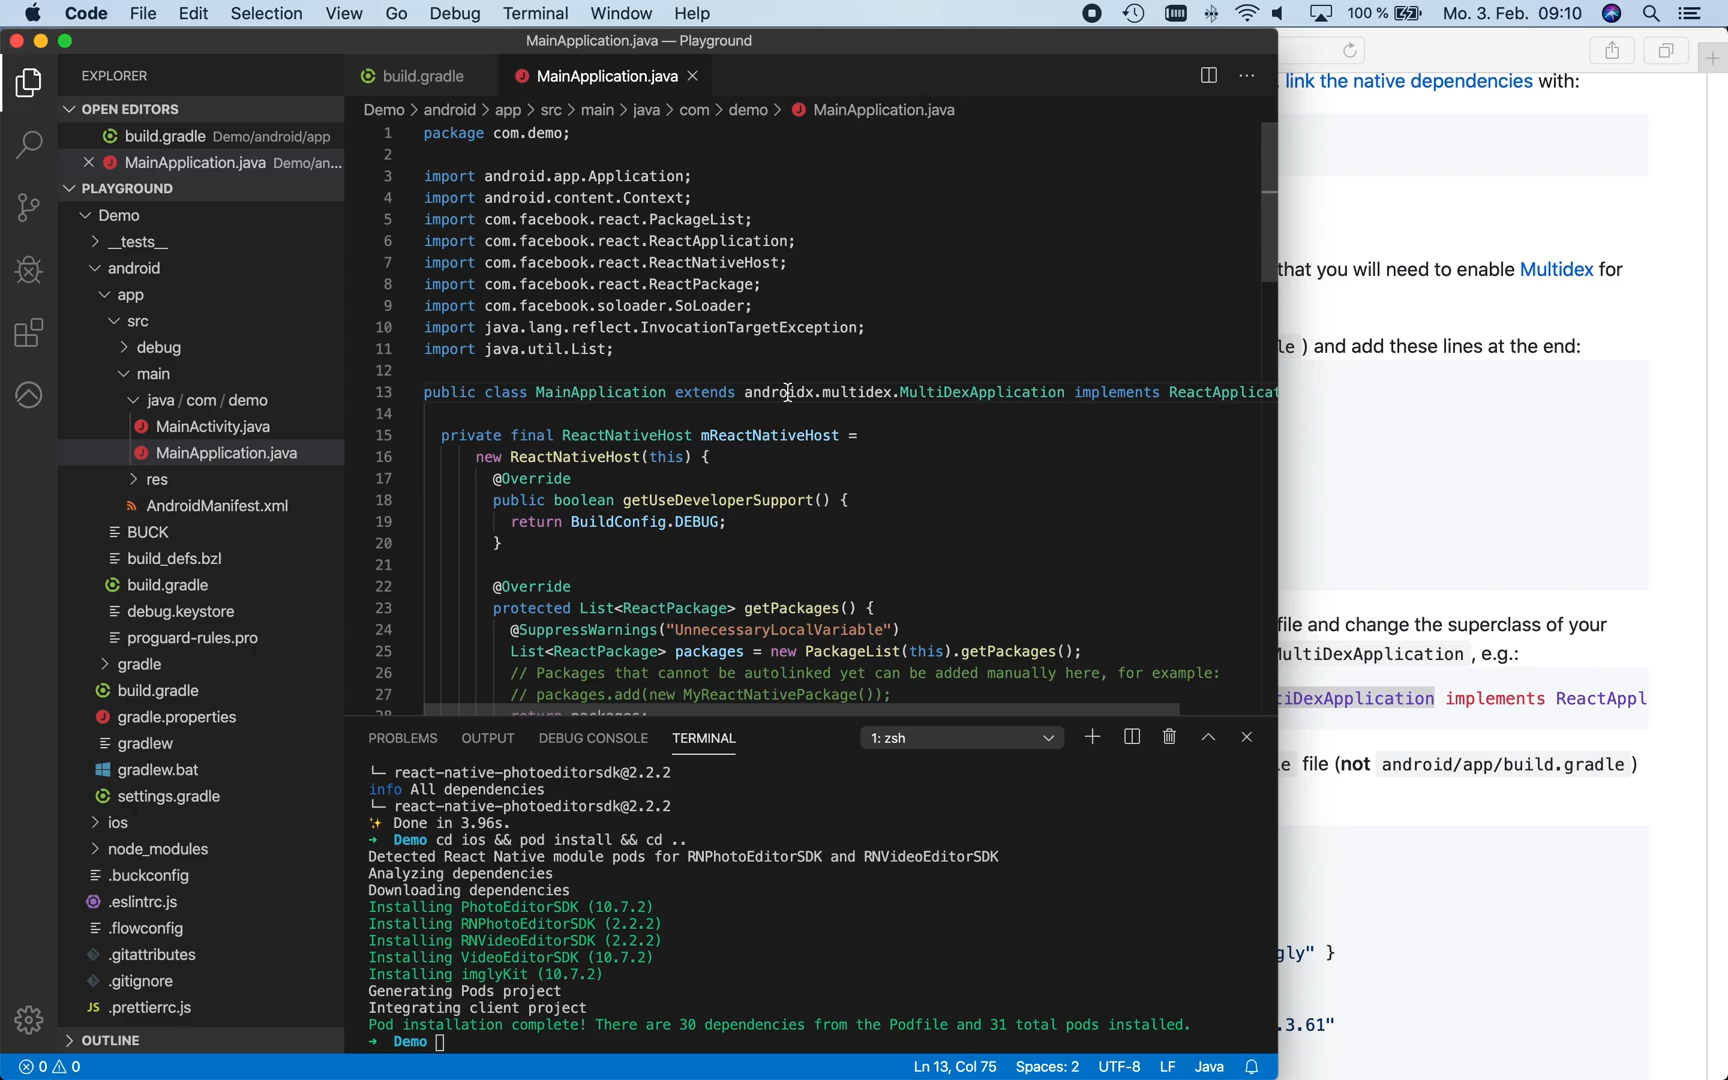 Code File Edit Selection View Go Debug Terminal Window Help 100 % Mo. 3. Feb. 09:10
MainApplication.java — Playground
EXPLORER
OPEN EDITORS
build.gradle Demo/android/app
MainApplication.java Demo/an...
PLAYGROUND
Demo
__tests__
android
app
src
debug
main
java / com / demo
MainActivity.java
MainApplication.java
res
AndroidManifest.xml
BUCK
build_defs.bzl
build.gradle
debug.keystore
proguard-rules.pro
gradle
build.gradle
gradle.properties
gradlew
gradlew.bat
settings.gradle
ios
node_modules
.buckconfig
.eslintrc.js
.flowconfig
.gitattributes
.gitignore
JS .prettierrc.js
OUTLINE
build.gradle MainApplication.java
Demo > android > app > src > main > java > com > demo > MainApplication.java
1 package com.demo;
2
3 import android.app.Application;
4 import android.content.Context;
5 import com.facebook.react.PackageList;
6 import com.facebook.react.ReactApplication;
7 import com.facebook.react.ReactNativeHost;
8 import com.facebook.react.ReactPackage;
9 import com.facebook.soloader.SoLoader;
10 import java.lang.reflect.InvocationTargetException;
11 import java.util.List;
12
13 public class MainApplication extends androidx.multidex.MultiDexApplication implements ReactApplicat
14
15 private final ReactNativeHost mReactNativeHost =
16 new ReactNativeHost(this) {
17 @Override
18 public boolean getUseDeveloperSupport() {
19 return BuildConfig.DEBUG;
20 }
21
22 @Override
23 protected List<ReactPackage> getPackages() {
24 @SuppressWarnings("UnnecessaryLocalVariable")
25 List<ReactPackage> packages = new PackageList(this).getPackages();
26 // Packages that cannot be autolinked yet can be added manually here, for example:
27 // packages.add(new MyReactNativePackage());
28 return packages;
PROBLEMS OUTPUT DEBUG CONSOLE TERMINAL 1: zsh
└─ react-native-photoeditorsdk@2.2.2
info All dependencies
└─ react-native-photoeditorsdk@2.2.2
✨ Done in 3.96s.
➜ Demo cd ios && pod install && cd ..
Detected React Native module pods for RNPhotoEditorSDK and RNVideoEditorSDK
Analyzing dependencies
Downloading dependencies
Installing PhotoEditorSDK (10.7.2)
Installing RNPhotoEditorSDK (2.2.2)
Installing RNVideoEditorSDK (2.2.2)
Installing VideoEditorSDK (10.7.2)
Installing imglyKit (10.7.2)
Generating Pods project
Integrating client project
Pod installation complete! There are 30 dependencies from the Podfile and 31 total pods installed.
➜ Demo
0 0 Ln 13, Col 75 Spaces: 2 UTF-8 LF Java
link the native dependencies with:
that you will need to enable Multidex for
le ) and add these lines at the end:
file and change the superclass of your
MultiDexApplication , e.g.:
tiDexApplication implements ReactAppl
le file (not android/app/build.gradle )
gly" }
.3.61"